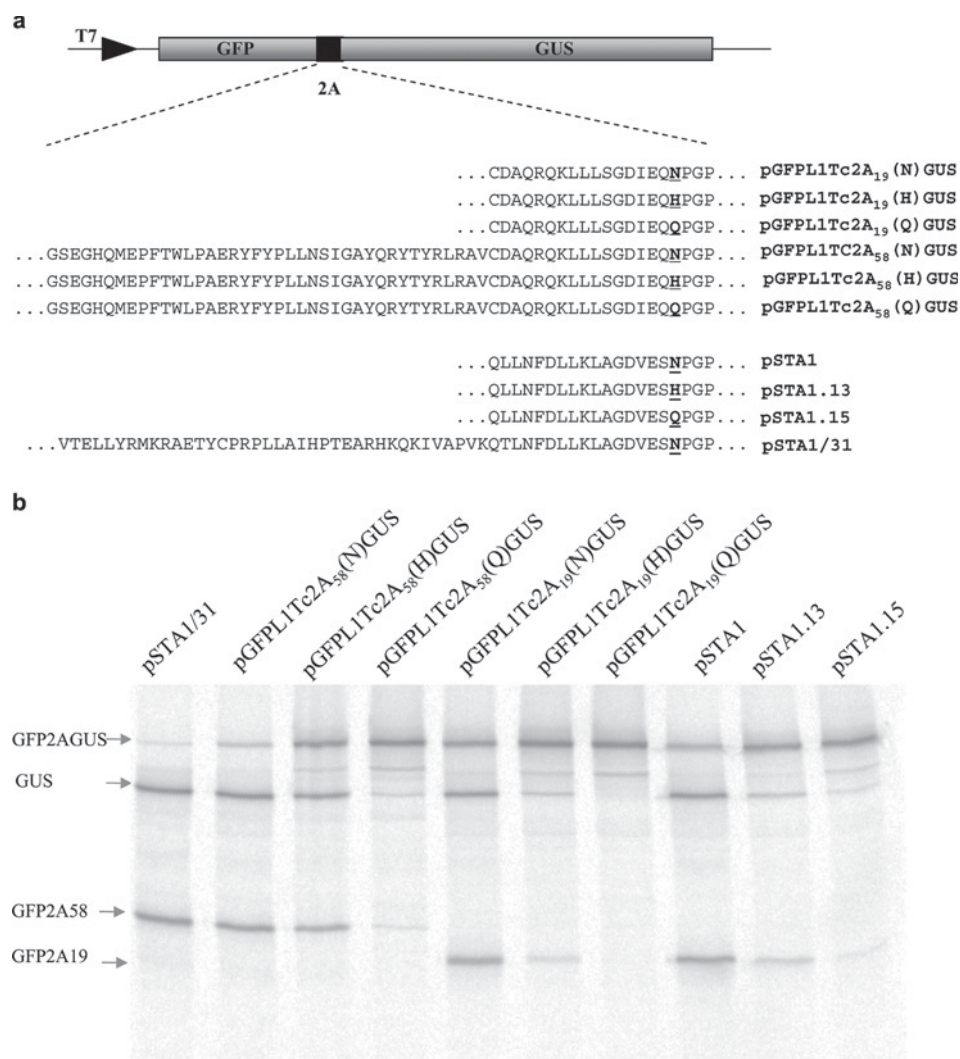 a
T7
GFP
GUS
2A
...CDAQRQKLLLSGDIEQNPGP... pGFPL1Tc2A19(N)GUS
...CDAQRQKLLLSGDIEQHPGP... pGFPL1Tc2A19(H)GUS
...CDAQRQKLLLSGDIEQQPGP... pGFPL1Tc2A19(Q)GUS
...GSEGHQMEPFTWLPAERYFYPLLNSIGAYQRYTYRLRAVCDAQRQKLLLSGDIEQNPGP... pGFPL1TC2A58(N)GUS
...GSEGHQMEPFTWLPAERYFYPLLNSIGAYQRYTYRLRAVCDAQRQKLLLSGDIEQHPGP... pGFPL1Tc2A58(H)GUS
...GSEGHQMEPFTWLPAERYFYPLLNSIGAYQRYTYRLRAVCDAQRQKLLLSGDIEQQPGP... pGFPL1Tc2A58(Q)GUS
...QLLNFDLLKLAGDVESNPGP... pSTA1
...QLLNFDLLKLAGDVESHPGP... pSTA1.13
...QLLNFDLLKLAGDVESQPGP... pSTA1.15
...VTELLYRMKRAETYCPRPLLAIHPTEARHKQKIVAPVKQTLNFDLLKLAGDVESNPGP... pSTA1/31
b
pSTA1/31
pGFPL1Tc2A58(N)GUS
pGFPL1Tc2A58(H)GUS
pGFPL1Tc2A58(Q)GUS
pGFPL1Tc2A19(N)GUS
pGFPL1Tc2A19(H)GUS
pGFPL1Tc2A19(Q)GUS
pSTA1
pSTA1.13
pSTA1.15
GFP2AGUS
GUS
GFP2A58
GFP2A19